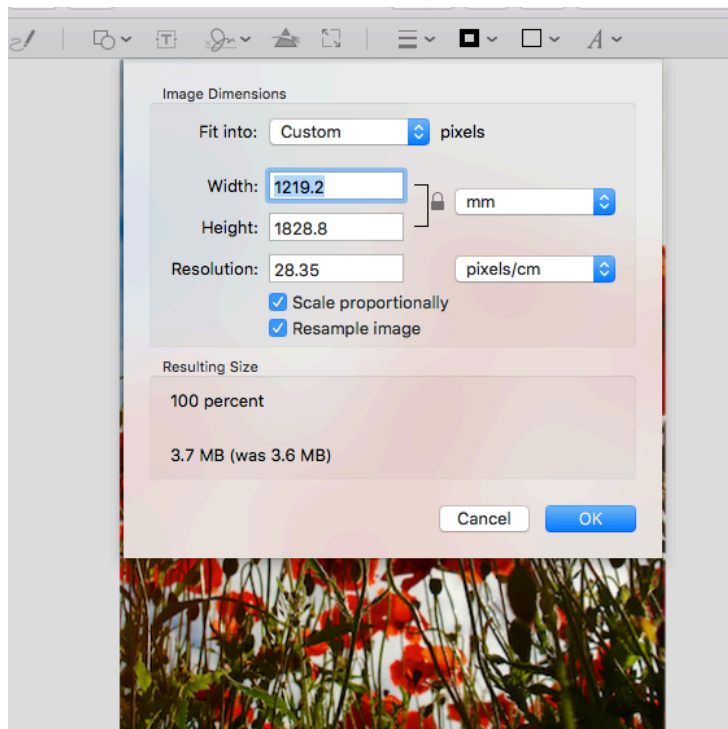 Image Dimensions
Fit into: Custom pixels
Width: 1219.2
mm
Height: 1828.8
Resolution: 28.35 pixels/cm
Scale proportionally
Resample image
Resulting Size
100 percent
3.7 MB (was 3.6 MB)
Cancel OK